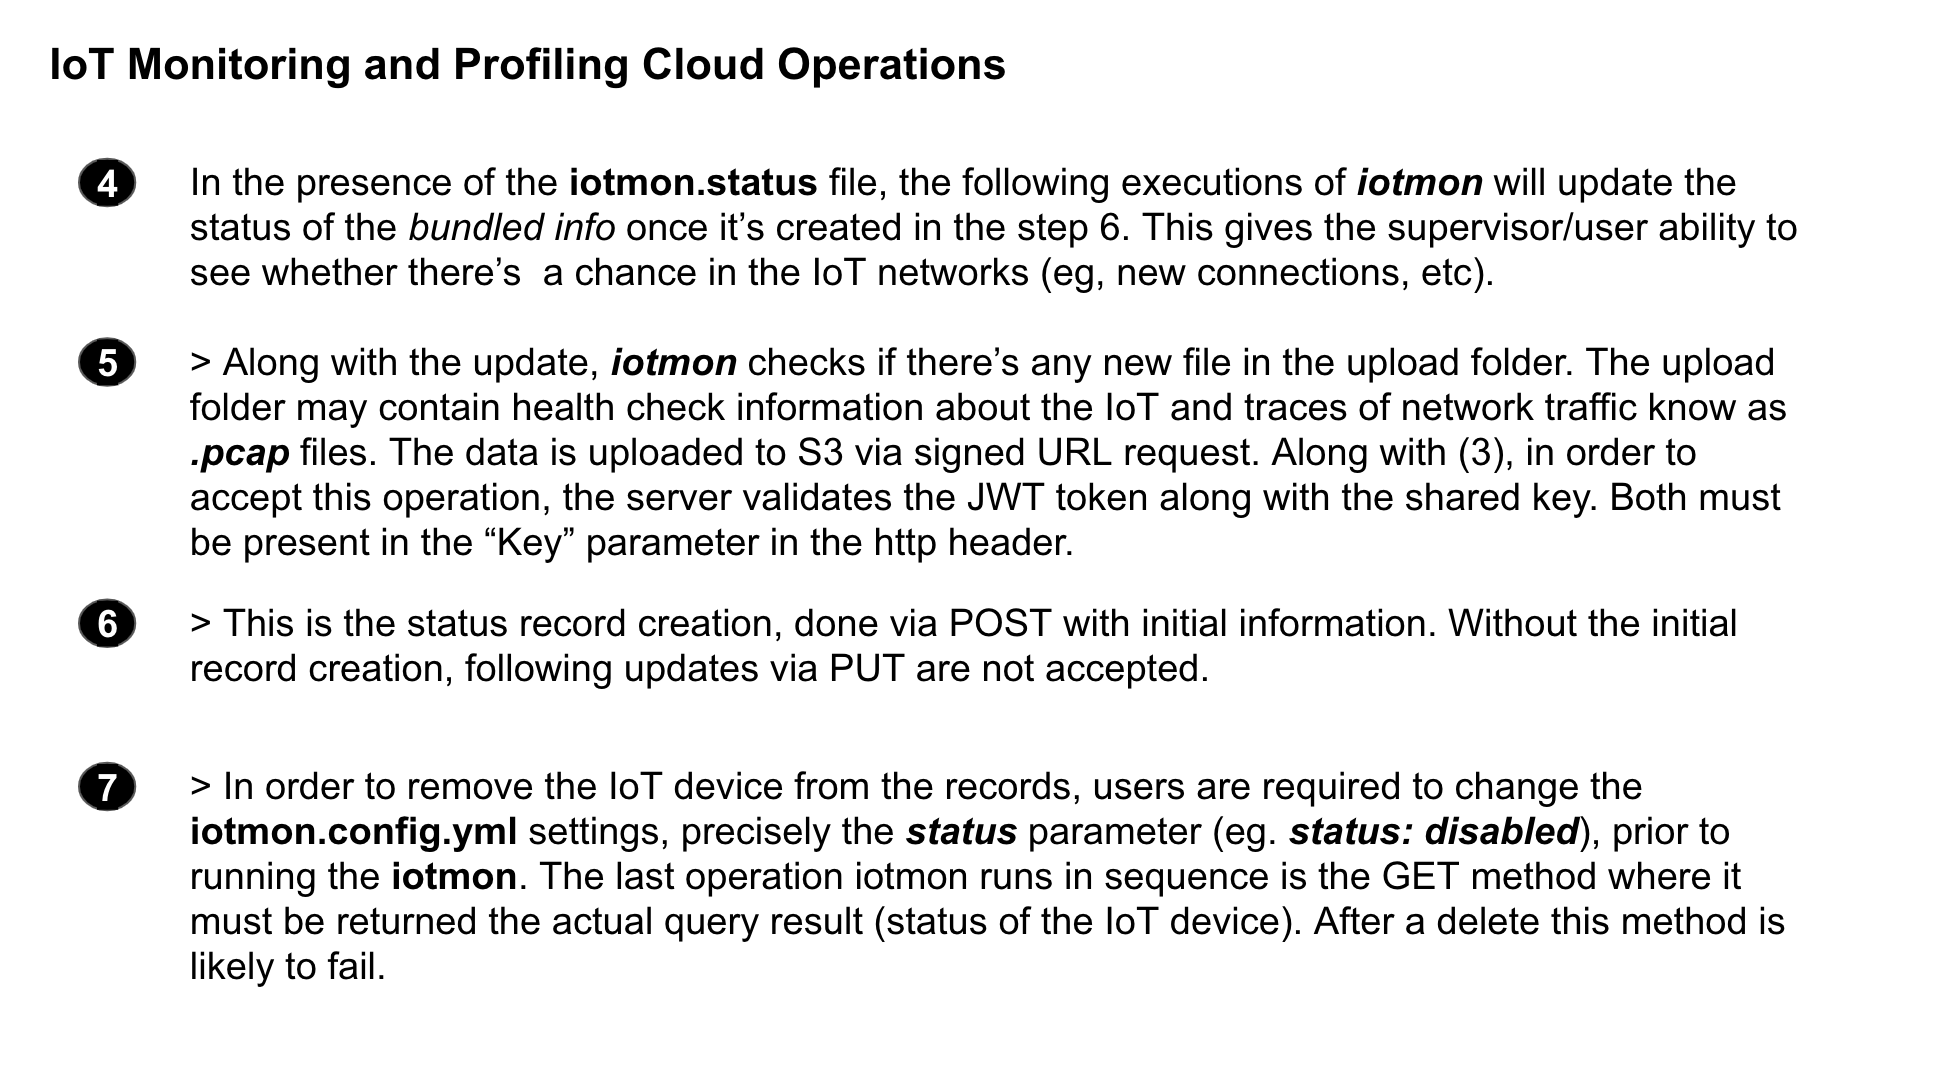 IoT Monitoring and Profiling Cloud Operations
4 In the presence of the iotmon.status file, the following executions of iotmon will update the
status of the bundled info once it’s created in the step 6. This gives the supervisor/user ability to
see whether there’s  a chance in the IoT networks (eg, new connections, etc).
5 > Along with the update, iotmon checks if there’s any new file in the upload folder. The upload
folder may contain health check information about the IoT and traces of network traffic know as
.pcap files. The data is uploaded to S3 via signed URL request. Along with (3), in order to
accept this operation, the server validates the JWT token along with the shared key. Both must
be present in the “Key” parameter in the http header.
6 > This is the status record creation, done via POST with initial information. Without the initial
record creation, following updates via PUT are not accepted.
7 > In order to remove the IoT device from the records, users are required to change the
iotmon.config.yml settings, precisely the status parameter (eg. status: disabled), prior to
running the iotmon. The last operation iotmon runs in sequence is the GET method where it
must be returned the actual query result (status of the IoT device). After a delete this method is
likely to fail.